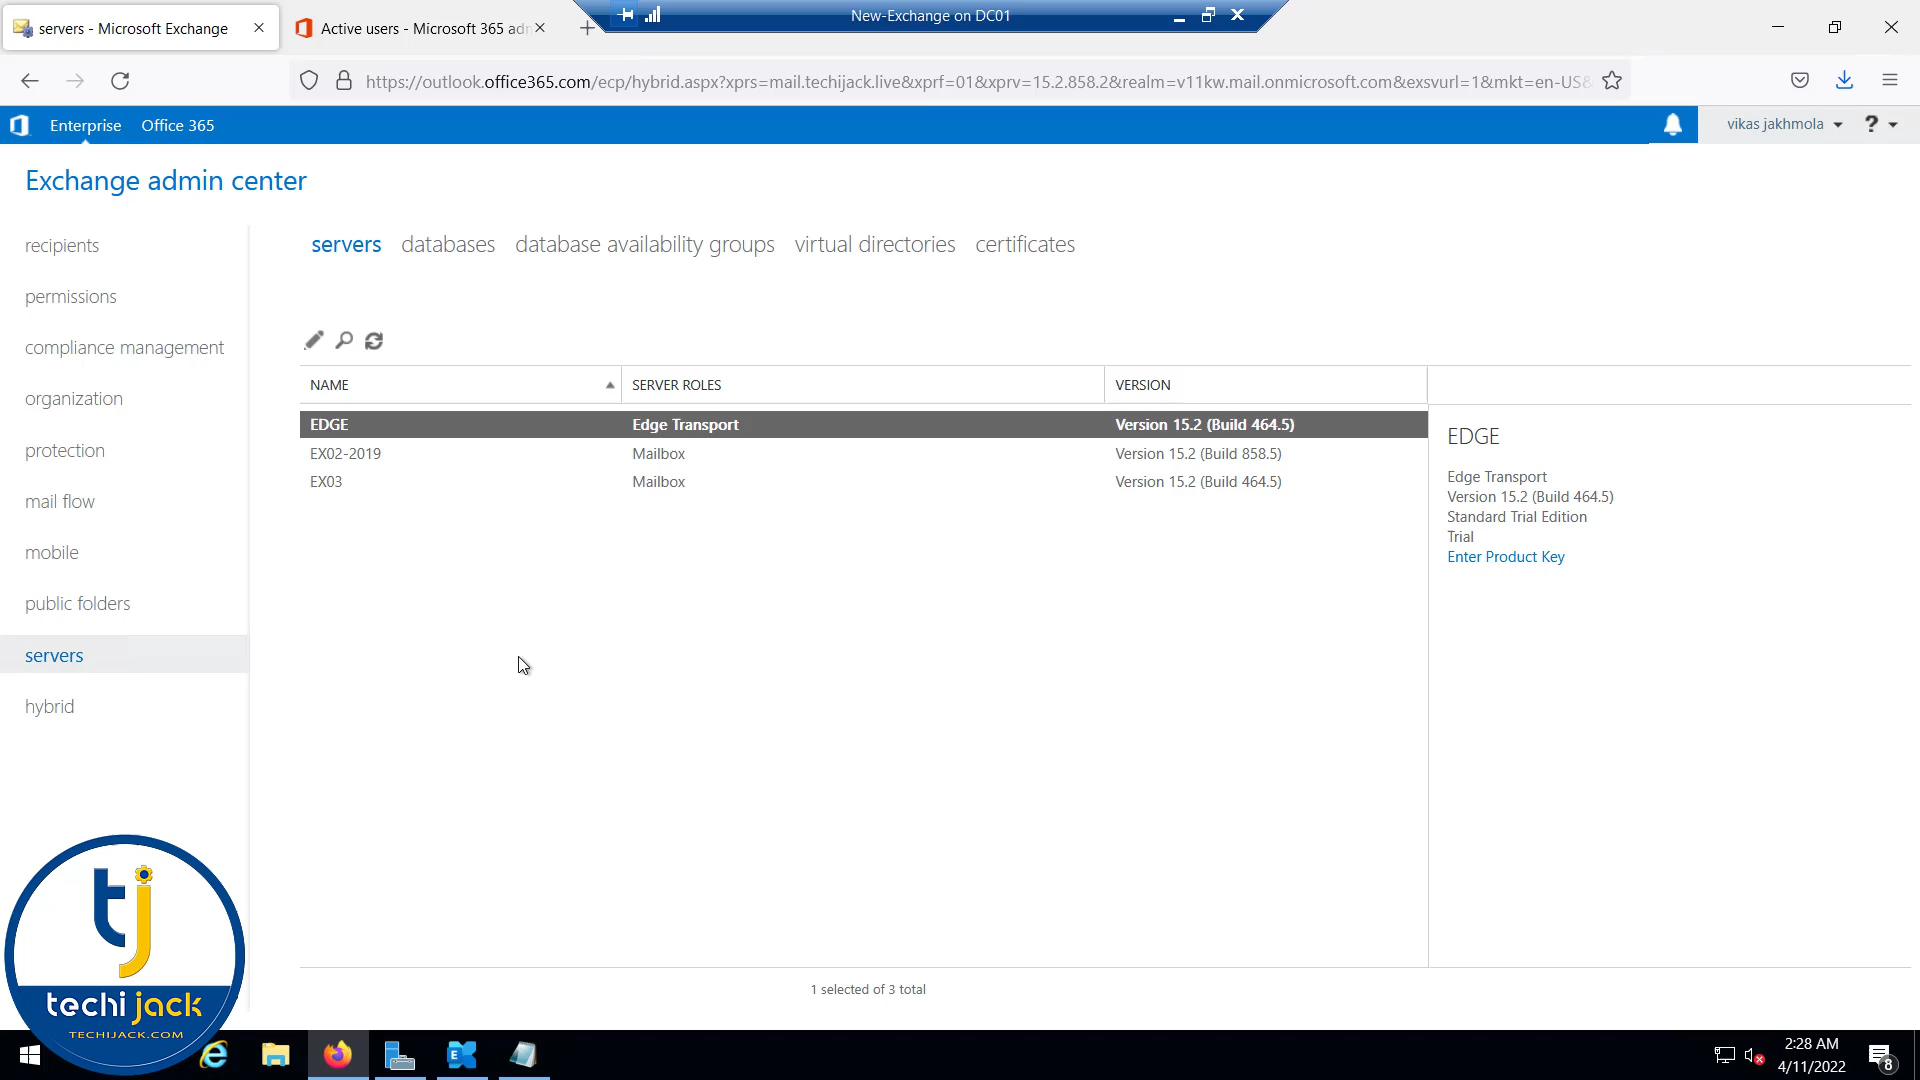 servers - Microsoft Exchange
Active users - Microsoft 365 adn
New-Exchange on DC01
https://outlook.office365.com/ecp/hybrid.aspx?xprs=mail.techijack.live&xprf=01&xprv=15.2.858.2&realm=v11kw.mail.onmicrosoft.com&exsvurl=1&mkt=en-US&
Enterprise Office 365
vikas jakhmola ?
Exchange admin center
recipients
permissions
compliance management
organization
protection
mail flow
mobile
public folders
servers
hybrid
servers databases database availability groups virtual directories certificates
NAME SERVER ROLES VERSION
EDGE Edge Transport Version 15.2 (Build 464.5)
EX02-2019 Mailbox Version 15.2 (Build 858.5)
EX03 Mailbox Version 15.2 (Build 464.5)
EDGE
Edge Transport
Version 15.2 (Build 464.5)
Standard Trial Edition
Trial
Enter Product Key
1 selected of 3 total
tj
techijack
TECHIJACK.COM
2:28 AM
4/11/2022
8